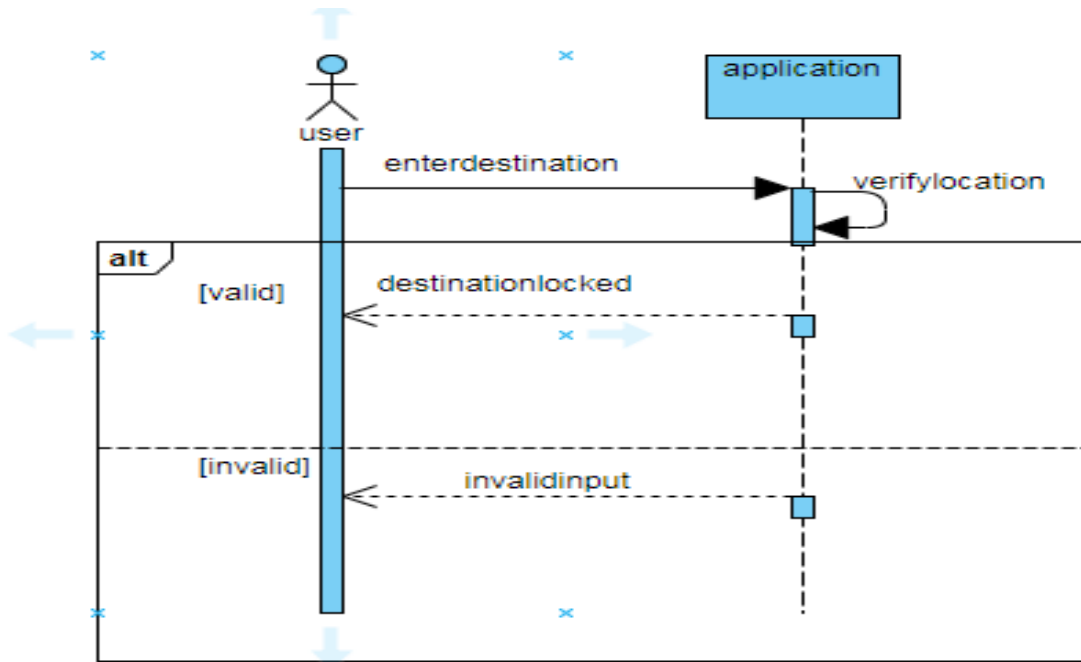 application
user
enterdestination
verifylocation
alt
[valid]
destinationlocked
[invalid]
invalidinput